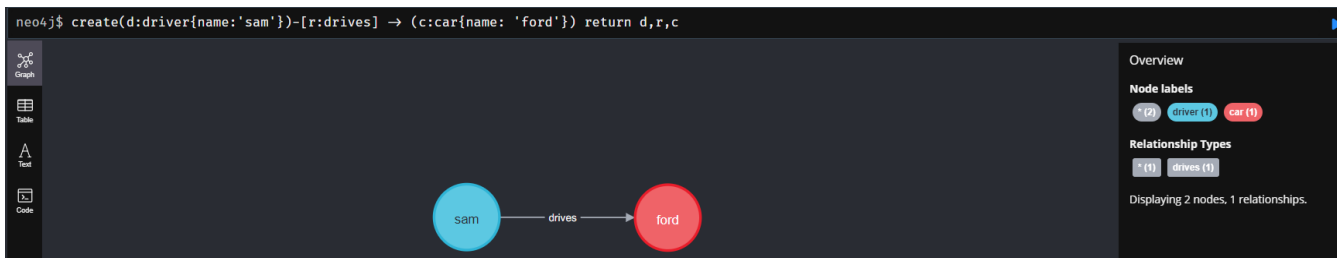 neo4j$ create(d:driver{name:'sam'})-[r:drives] → (c:car{name: 'ford'}) return d,r,c
Graph
Table
A
Text
Code
sam
drives
ford
Overview
Node labels
* (2) driver (1) car (1)
Relationship Types
* (1) drives (1)
Displaying 2 nodes, 1 relationships.